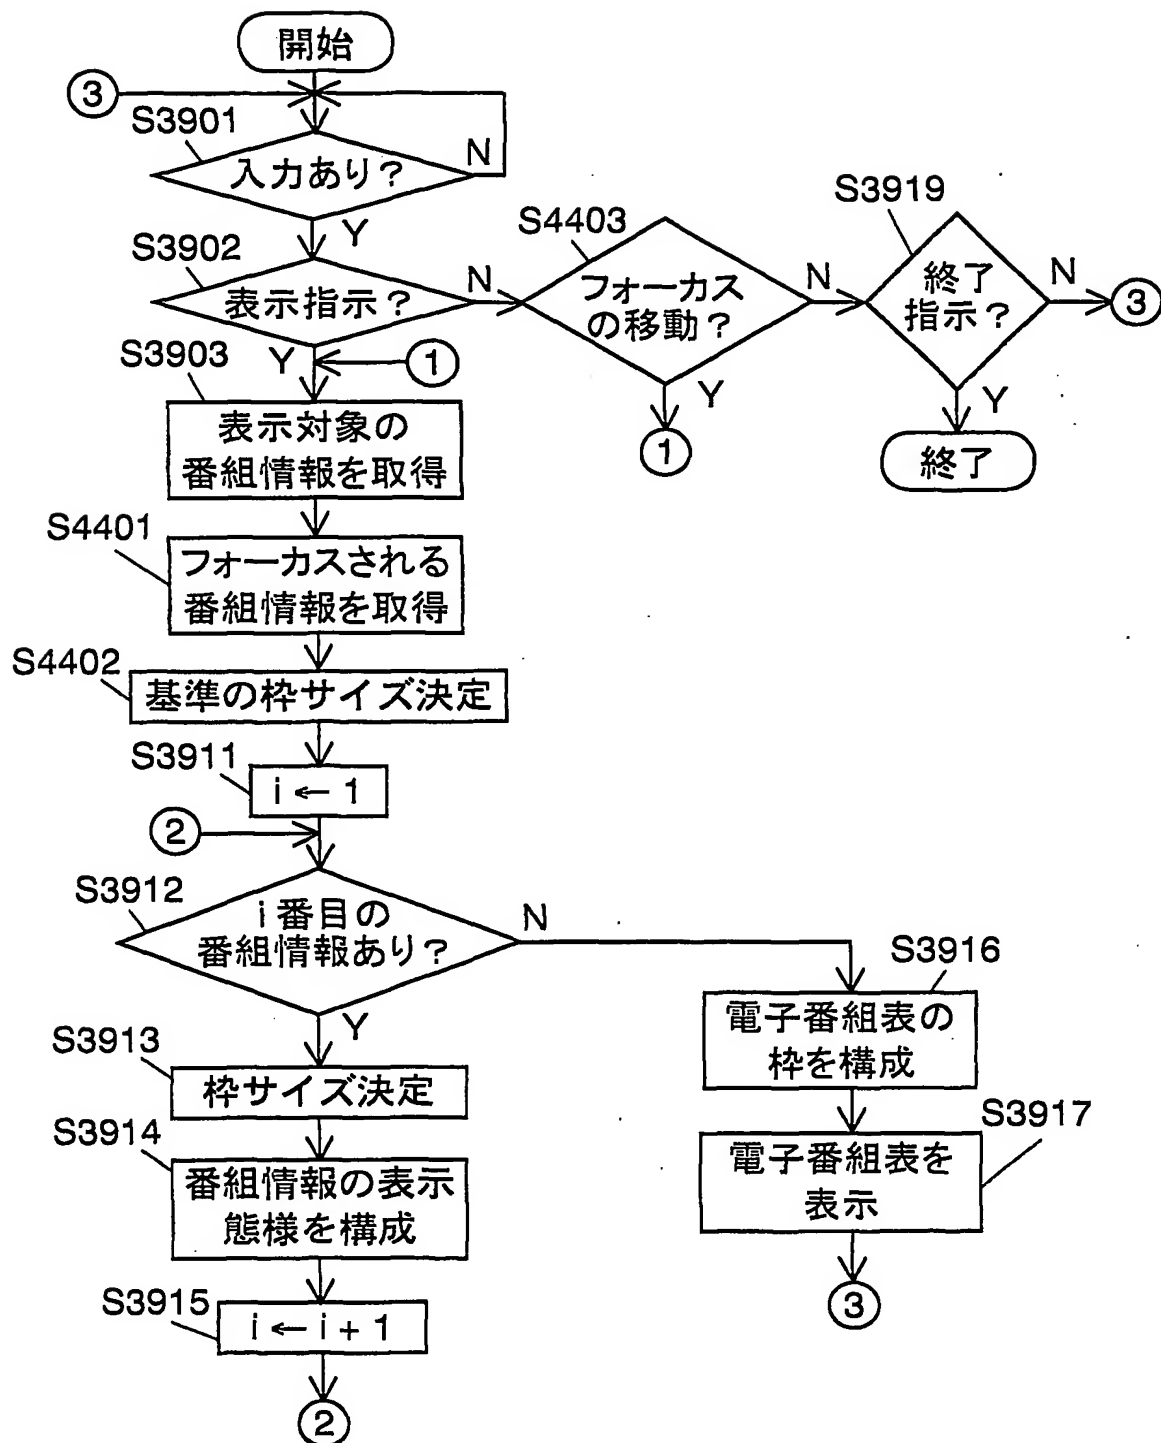 開始
③
S3901
入力あり?
N
Y
S3902
表示指示?
N
S4403
フォーカス
の移動?
N
S3919
終了
指示?
N
③
Y
①
Y
①
Y
終了
S3903
表示対象の
番組情報を取得
S4401
フォーカスされる
番組情報を取得
S4402
基準の枠サイズ決定
S3911
i ← 1
②
S3912
i番目の
番組情報あり?
N
Y
S3916
電子番組表の
枠を構成
S3913
枠サイズ決定
S3917
電子番組表を
表示
S3914
番組情報の表示
態様を構成
③
S3915
i ← i + 1
②